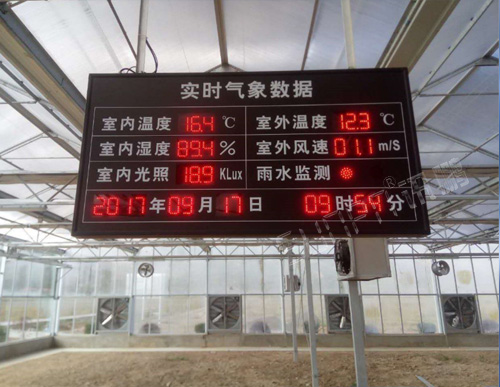 实时气象数据
室内温度 16.4 ℃ 室外温度 12.3 ℃
室内湿度 89.4 % 室外风速 01.1 m/S
室内光照 18.9 KLux 雨水监测
2017年09月17日 09时54分